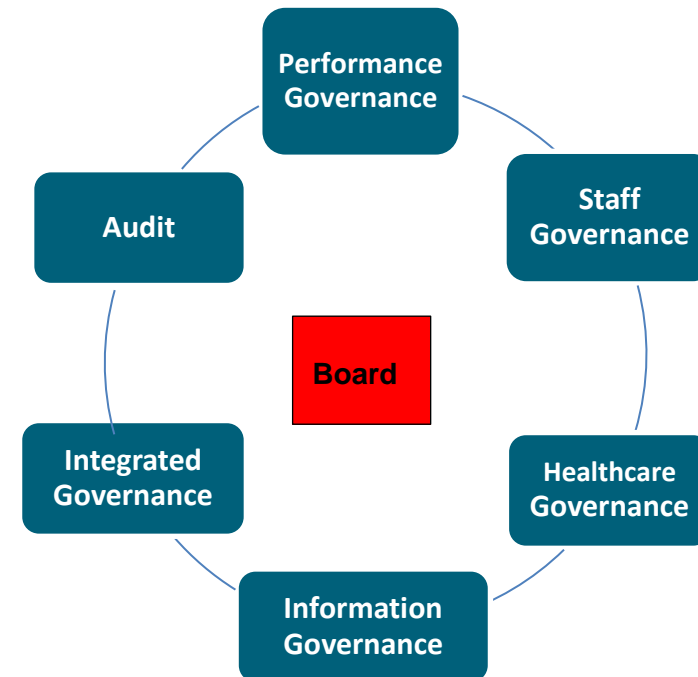 Performance
Governance
Staff
Governance
Audit
Board
Integrated
Governance
Healthcare
Governance
Information
Governance